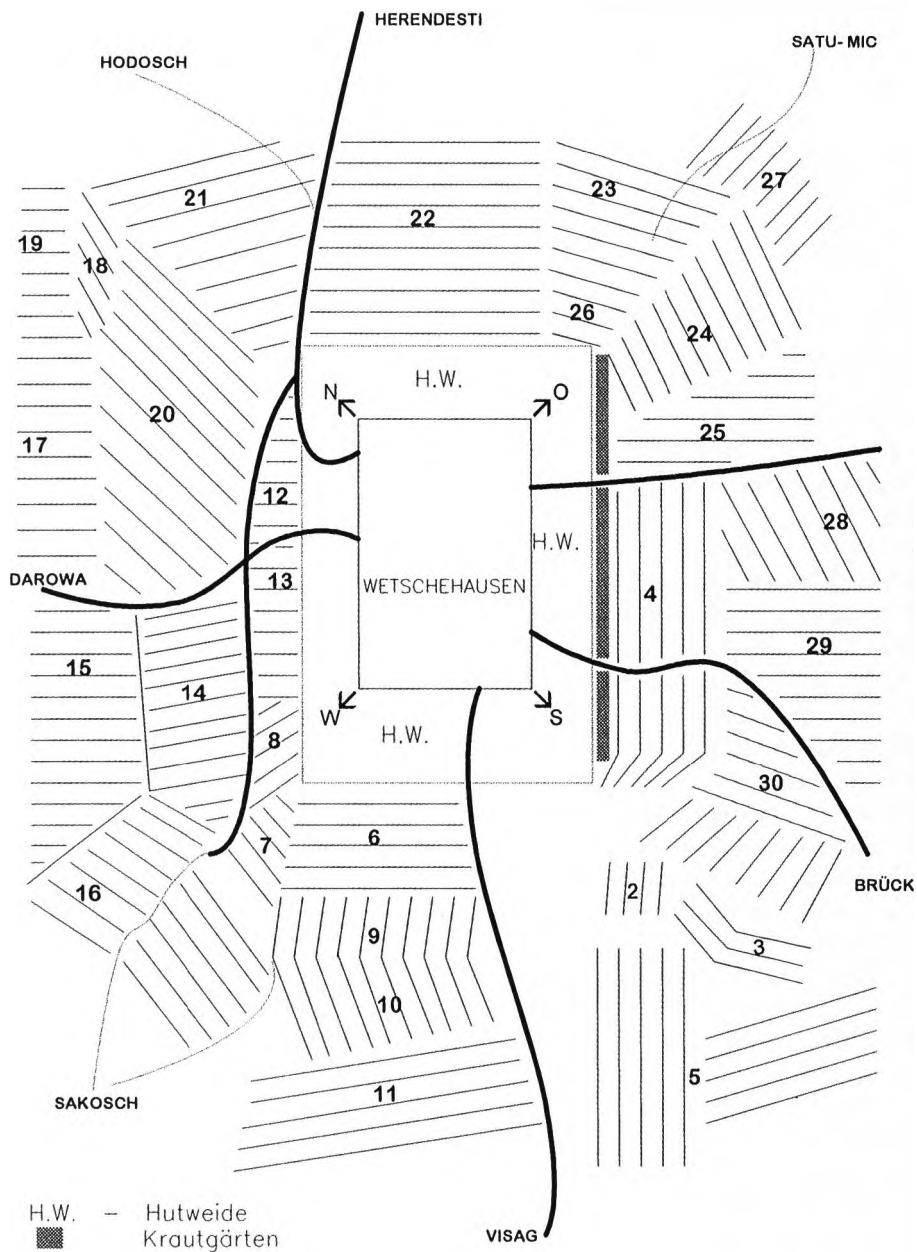 HERENDESTI
SATU-MIC
HODOSCH
27
21
23
22
19
18
26
24
H.W.
N
O
20
25
17
12
28
H.W.
13
DAROWA
WETSCHEHAUSEN
4
29
15
14
W
S
8
H.W.
30
7
6
16
2
BRÜCK
9
3
10
5
11
SAKOSCH
H.W. – Hutweide
Krautgärten
VISAG